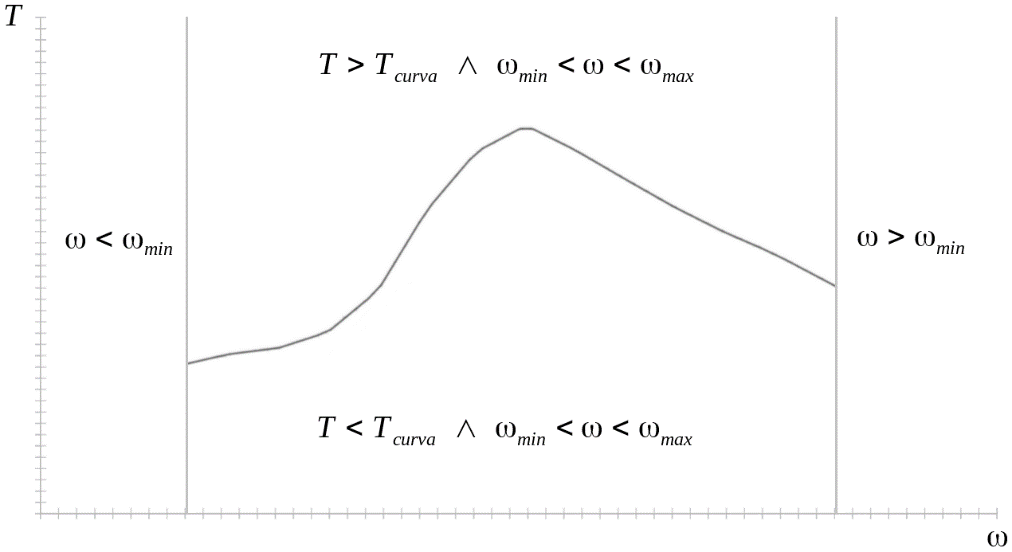 T
T > T_curva ∧ ω_min < ω < ω_max
ω < ω_min
ω > ω_min
T < T_curva ∧ ω_min < ω < ω_max
ω